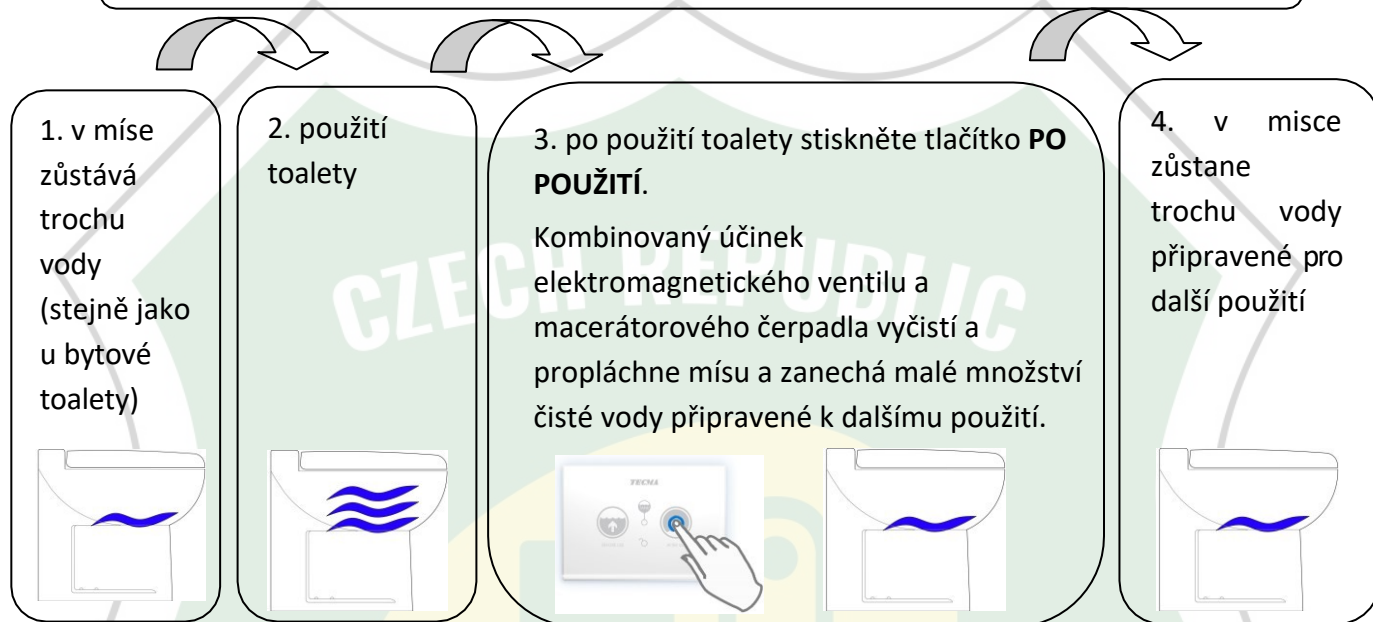 1. v míse
zůstává
trochu
vody
(stejně jako
u bytové
toalety)
2. použití
toalety
3. po použití toalety stiskněte tlačítko PO
POUŽITÍ.
Kombinovaný účinek
elektromagnetického ventilu a
macerátorového čerpadla vyčistí a
propláchne mísu a zanechá malé množství
čisté vody připravené k dalšímu použití.
4. v misce
zůstane
trochu vody
připravené pro
další použití
CZECH REPUBLIC
TECMA